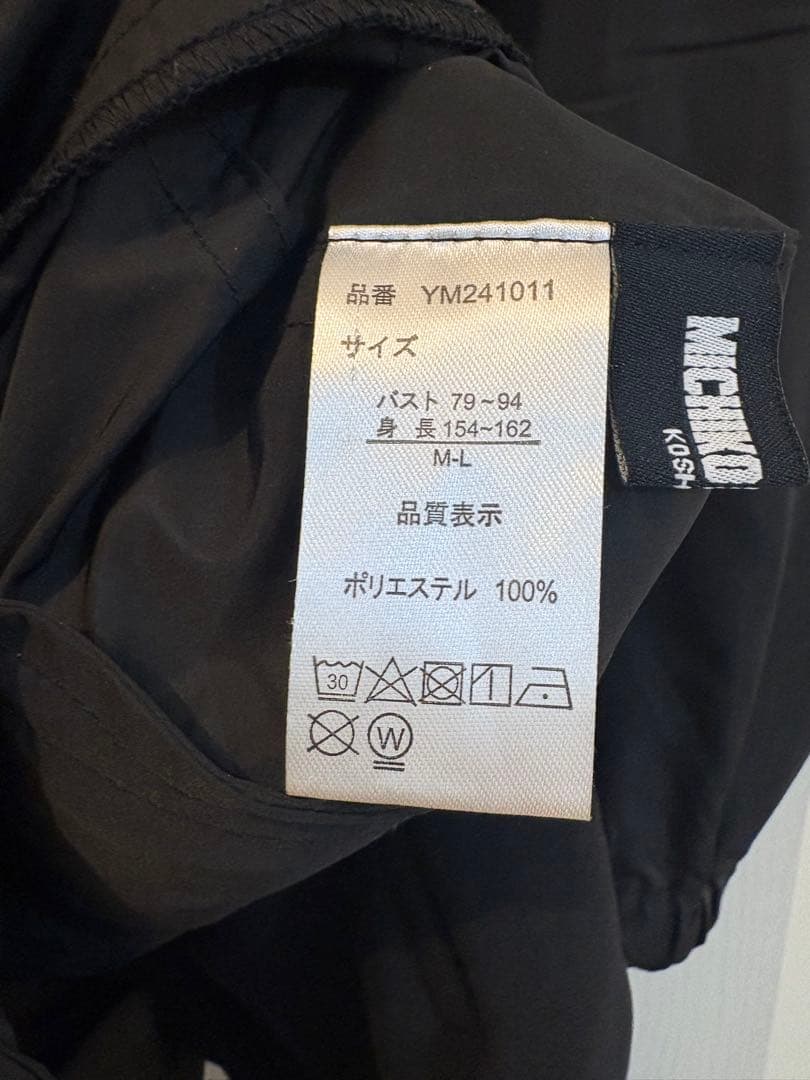 品番 YM241011
サイズ
バスト 79~94
身 長 154~162
M-L
品質表示
ポリエステル 100%
30
W
MICHIKO
KOSH